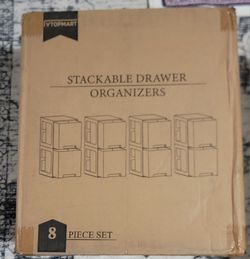 VTOPMART
STACKABLE DRAWER
ORGANIZERS
8 PIECE SET